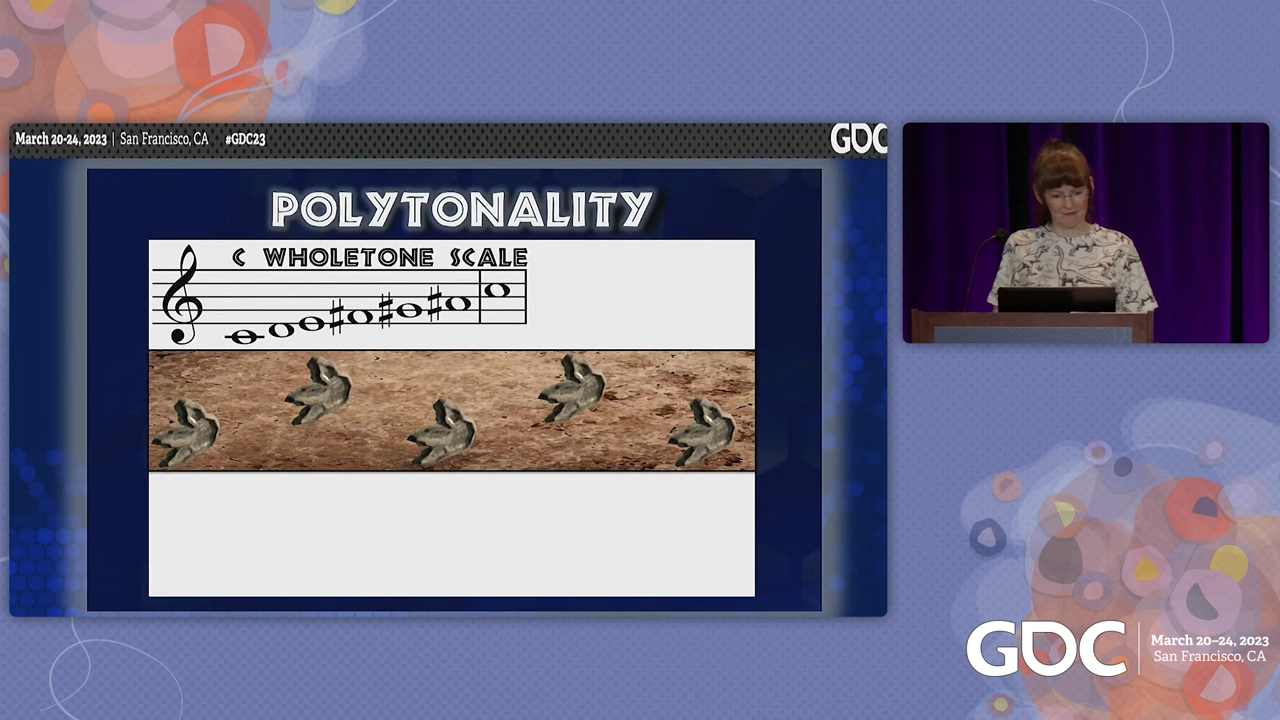 March 20-24, 2023 | San Francisco, CA #GDC23
GDC
POLYTONALITY
C WHOLETONE SCALE
GDC
March 20–24, 2023
San Francisco, CA